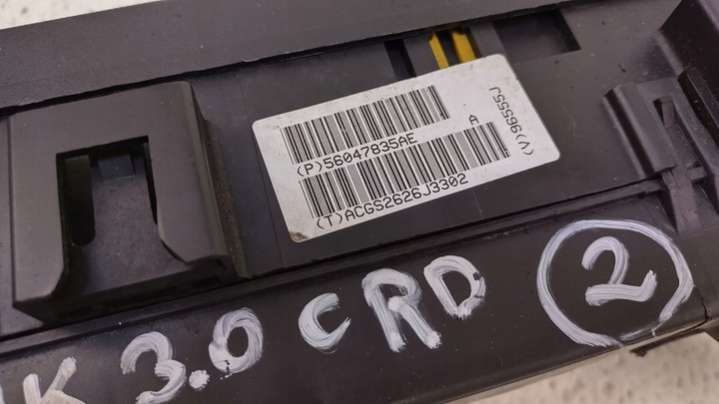 (P)56047835AE
A
(V)96555J
(T)ACGS2626J3302
K 3.0 CRD 2